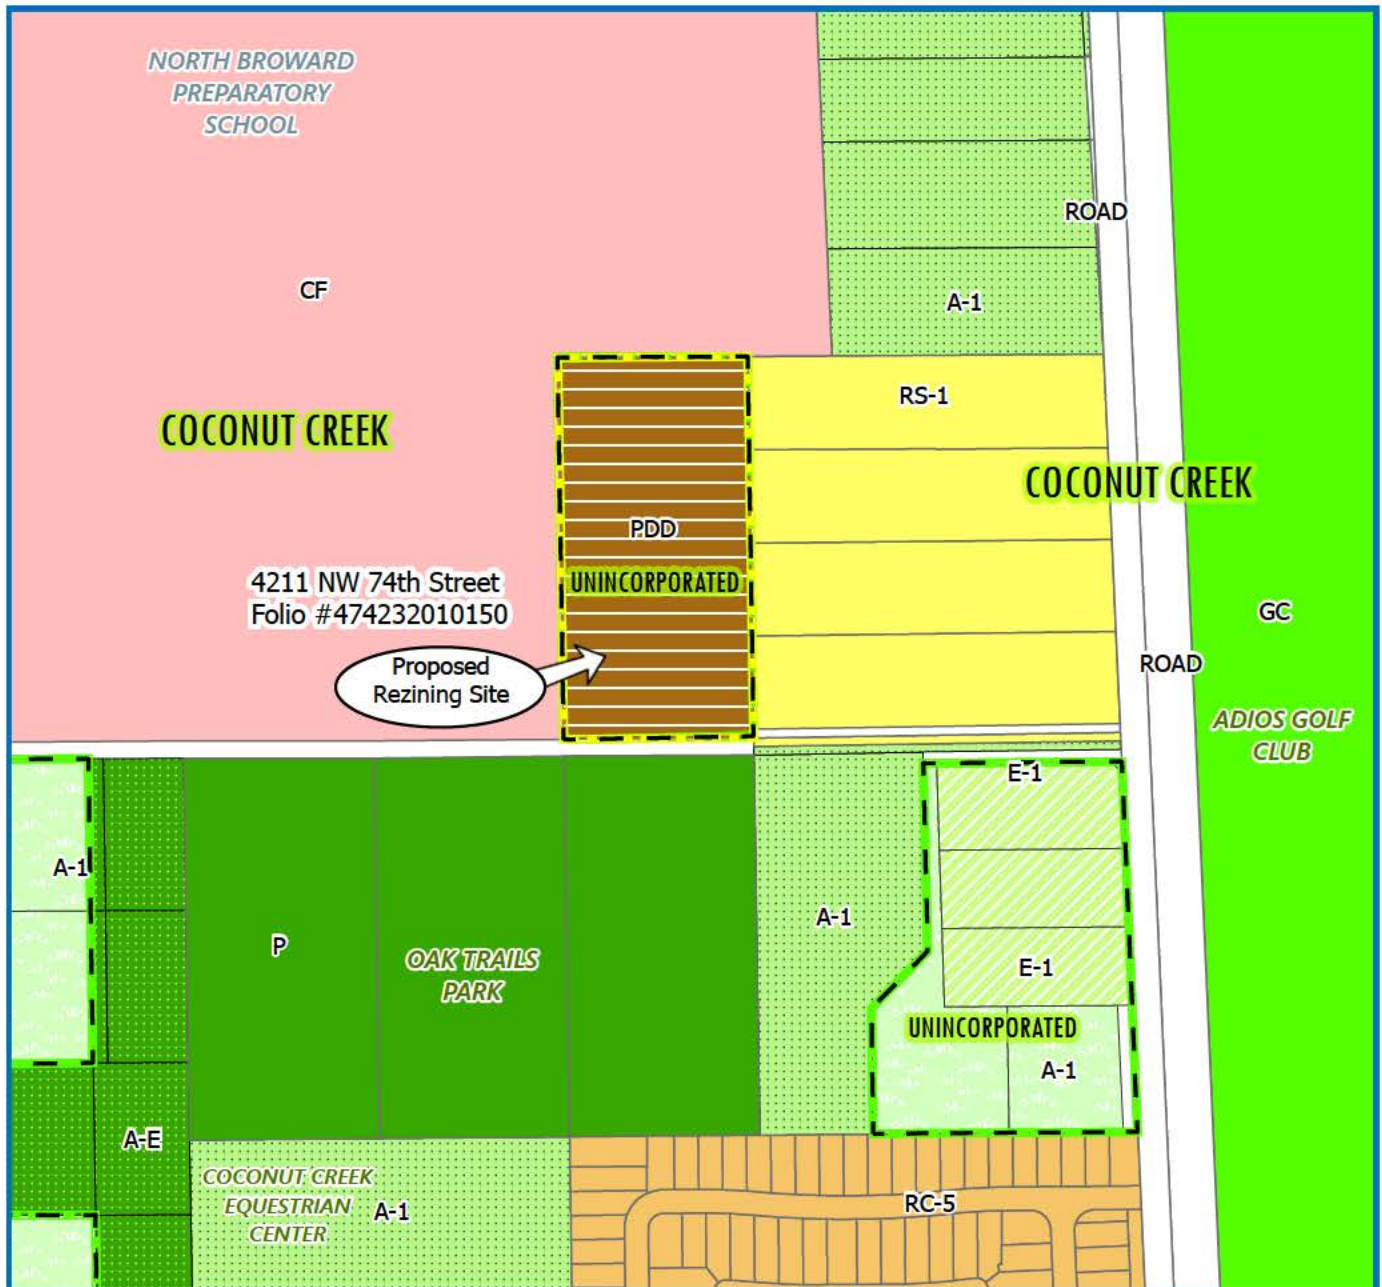 NORTH BROWARD
PREPARATORY
SCHOOL
ROAD
CF
A-1
RS-1
COCONUT CREEK
COCONUT CREEK
PDD
4211 NW 74th Street
Folio #474232010150
UNINCORPORATED
GC
Proposed
Rezining Site
ROAD
ADIOS GOLF
CLUB
E-1
A-1
A-1
P
OAK TRAILS
PARK
E-1
UNINCORPORATED
A-1
A-E
COCONUT CREEK
EQUESTRIAN
CENTER
A-1
RC-5